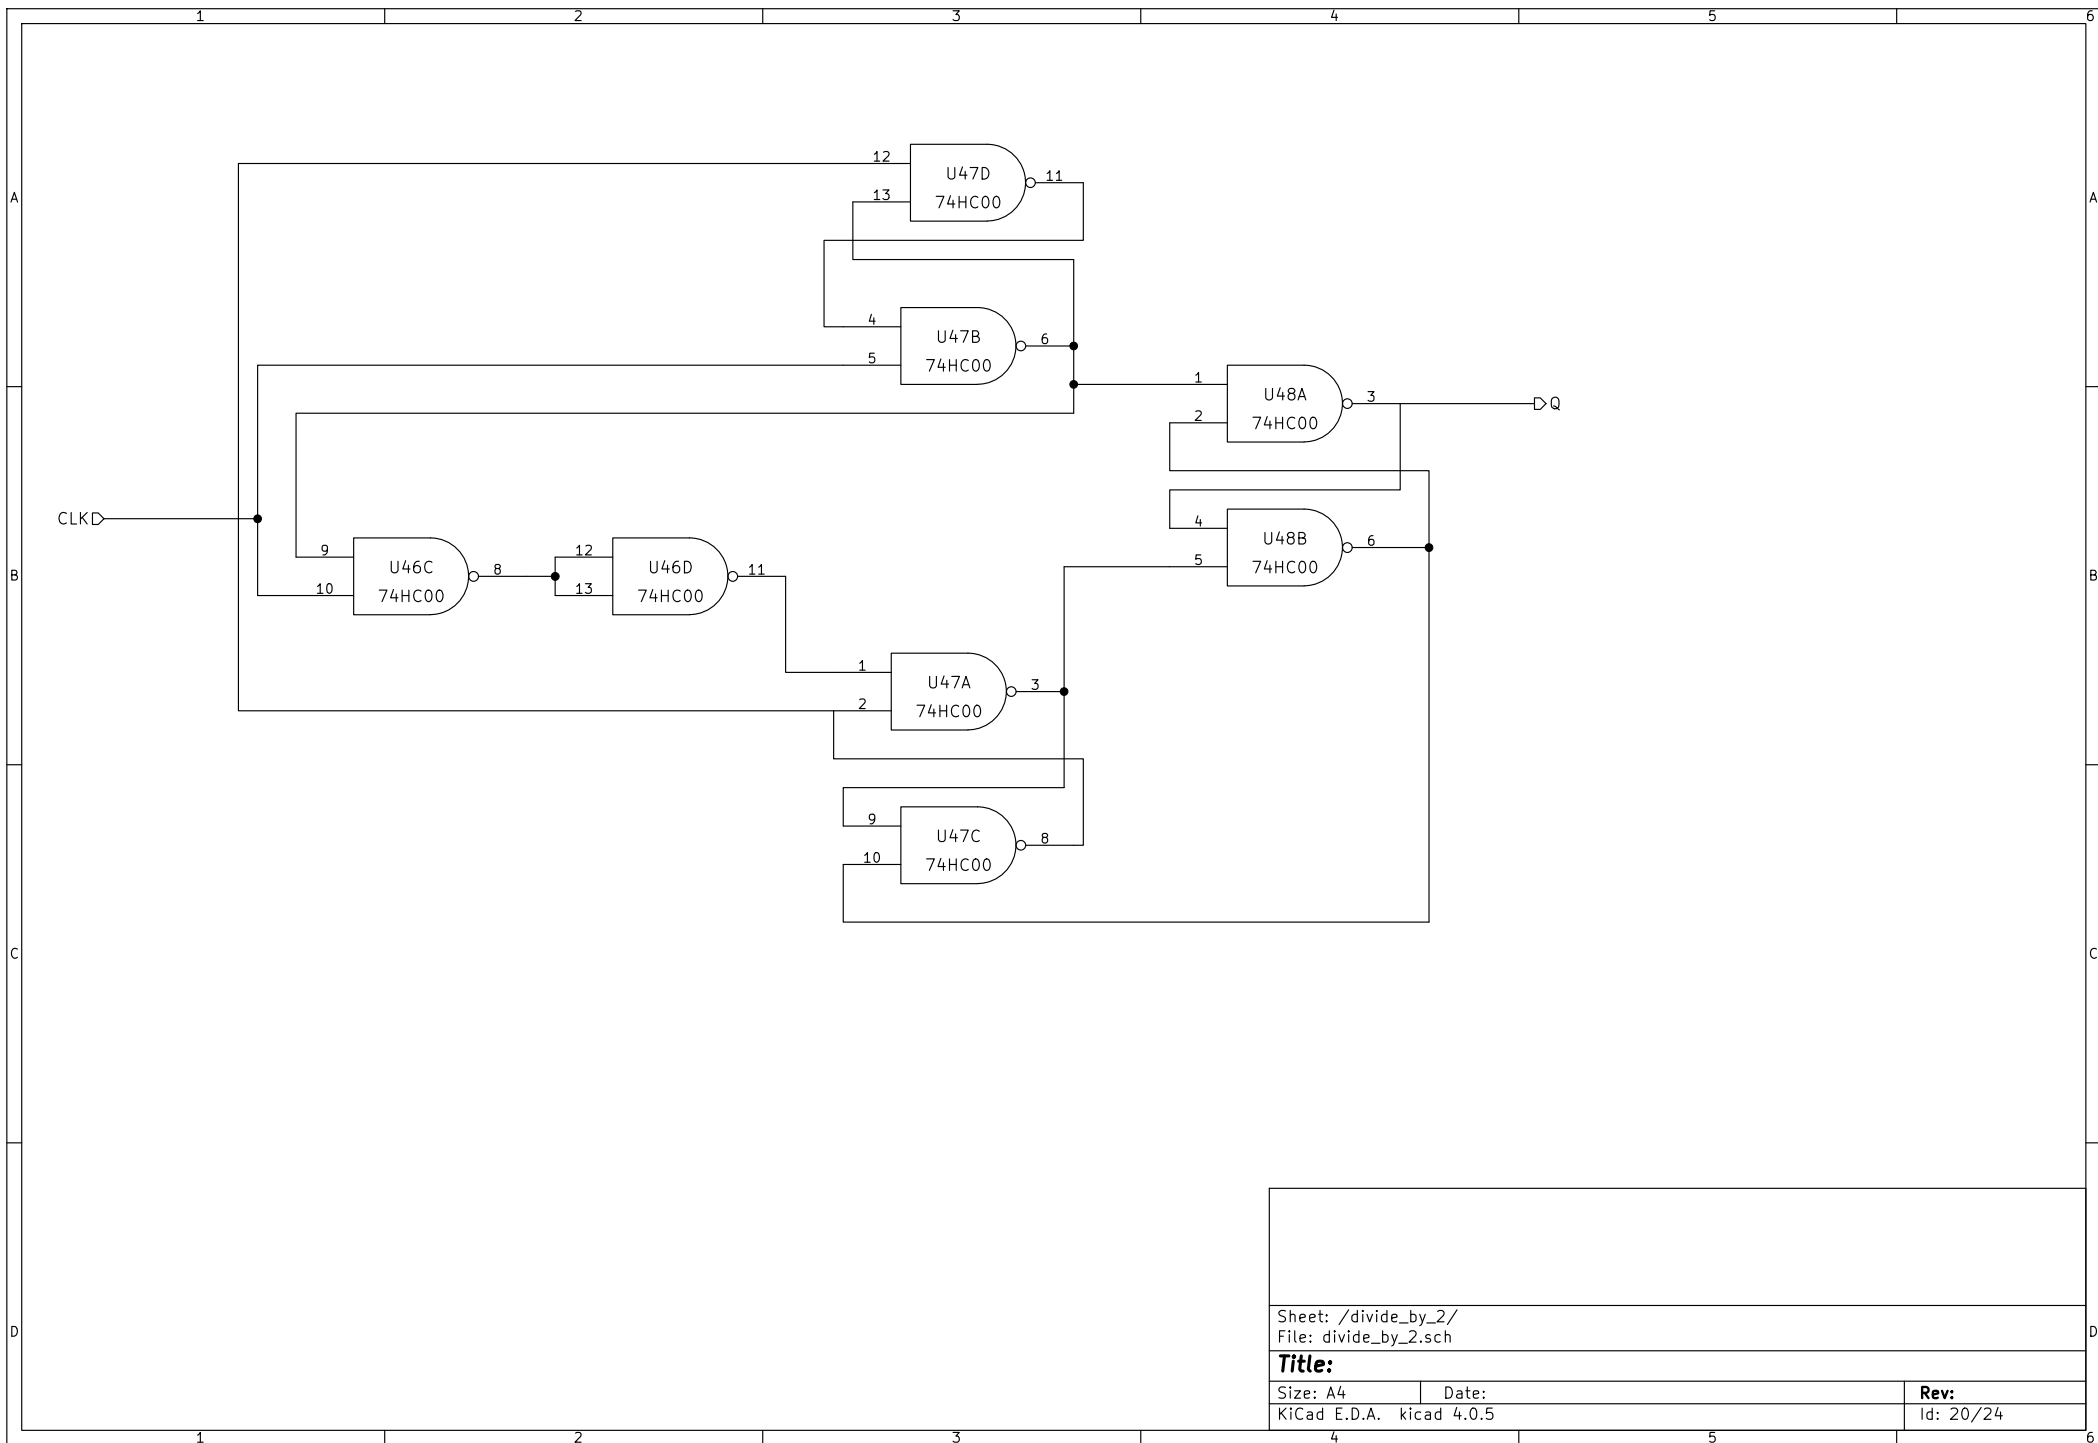 1 2 3 4 5 6
A A
12 U47D 11
13 74HC00
4 U47B 6
5 74HC00
1 U48A 3 Q
2 74HC00
CLK
4 U48B 6
5 74HC00
B B
9 U46C 8 12 U46D 11
10 74HC00 13 74HC00
1 U47A 3
2 74HC00
9 U47C 8
10 74HC00
C C
D D
Sheet: /divide_by_2/
File: divide_by_2.sch
Title:
Size: A4 Date: Rev:
KiCad E.D.A. kicad 4.0.5 Id: 20/24
1 2 3 4 5 6